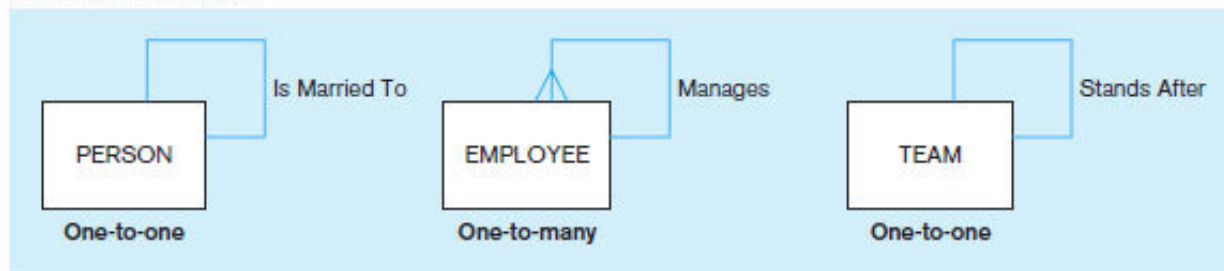 Is Married To
Manages
Stands After
PERSON
EMPLOYEE
TEAM
One-to-one
One-to-many
One-to-one